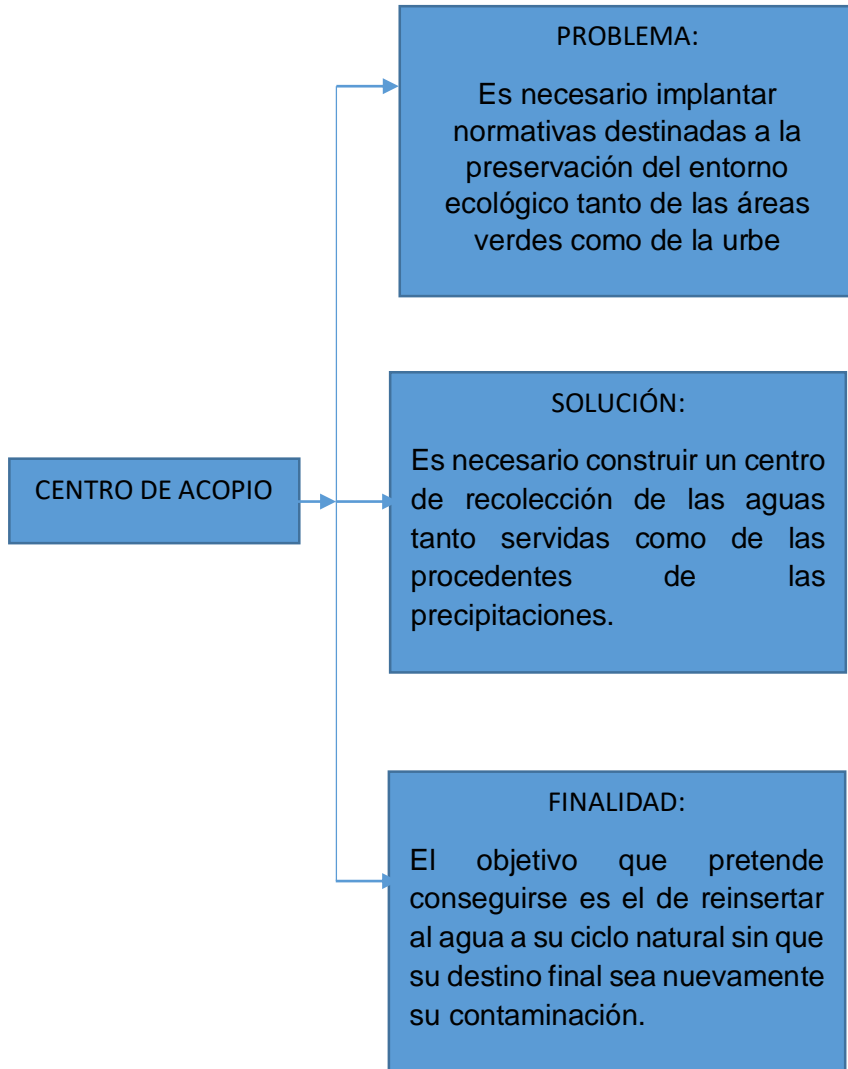 PROBLEMA:
Es necesario implantar
normativas destinadas a la
preservación del entorno
ecológico tanto de las áreas
verdes como de la urbe
SOLUCIÓN:
Es necesario construir un centro
de recolección de las aguas
tanto servidas como de las
procedentes de las
precipitaciones.
CENTRO DE ACOPIO
FINALIDAD:
El objetivo que pretende
conseguirse es el de reinsertar
al agua a su ciclo natural sin que
su destino final sea nuevamente
su contaminación.